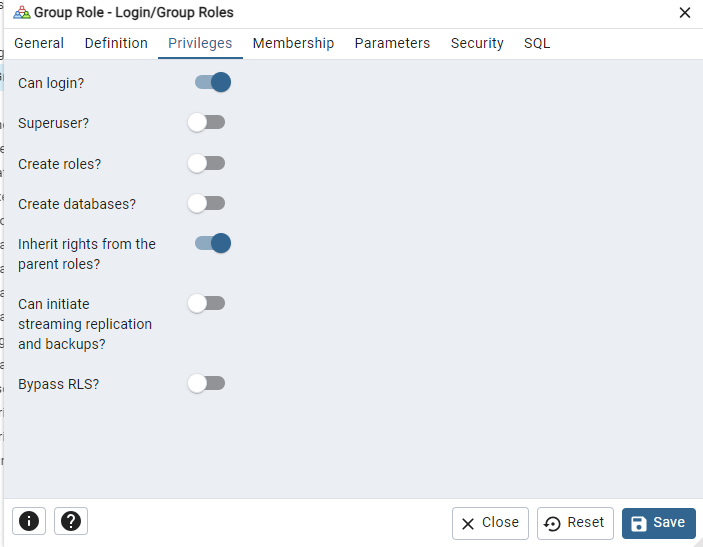 Group Role - Login/Group Roles
General Definition Privileges Membership Parameters Security SQL
Can login?
Superuser?
Create roles?
Create databases?
Inherit rights from the
parent roles?
Can initiate
streaming replication
and backups?
Bypass RLS?
Close Reset Save